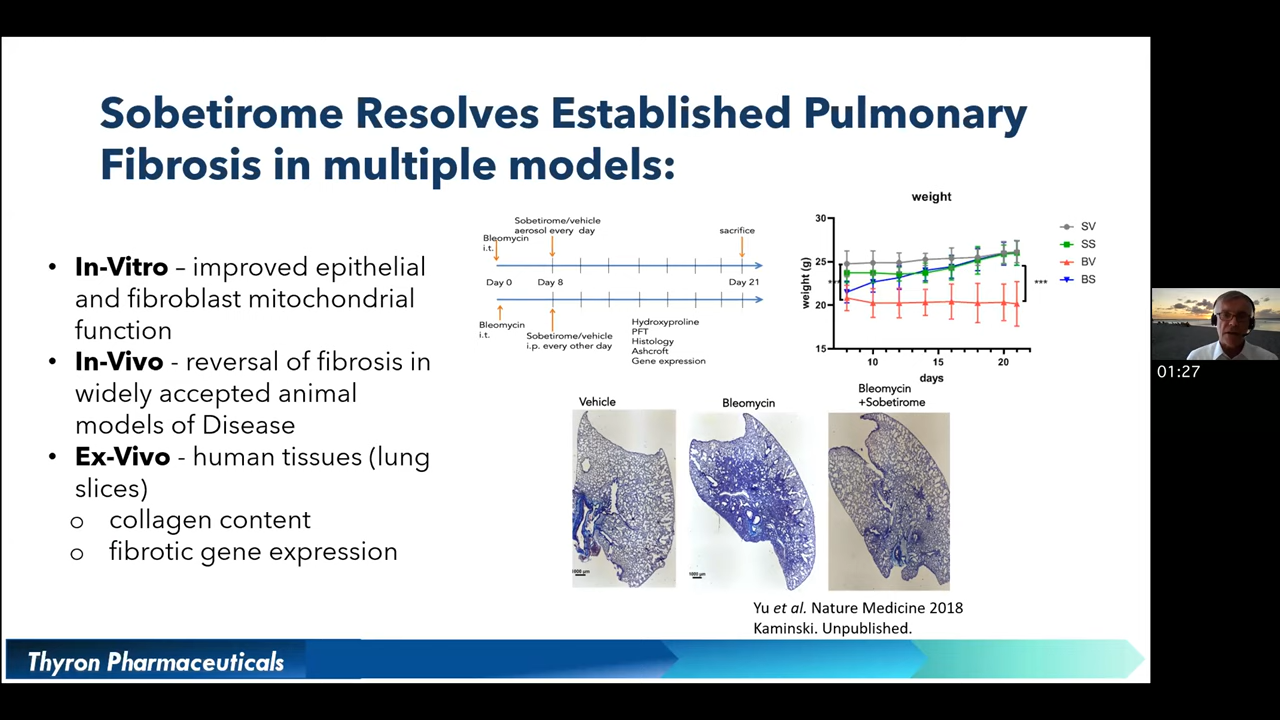 Sobetirome Resolves Established Pulmonary
Fibrosis in multiple models:
• In-Vitro – improved epithelial
and fibroblast mitochondrial
function
• In-Vivo - reversal of fibrosis in
widely accepted animal
models of Disease
• Ex-Vivo - human tissues (lung
slices)
o collagen content
o fibrotic gene expression
Sobetirome/vehicle
aerosol every day
Bleomycin
i.t.
sacrifice
Day 0
Day 8
Day 21
Bleomycin
i.t.
Sobetirome/vehicle
i.p. every other day
Hydroxyproline
PFT
Histology
Ashcroft
Gene expression
weight
weight (g)
30
25
20
15
10
15
20
days
***
***
SV
SS
BV
BS
Vehicle
Bleomycin
Bleomycin
+Sobetirome
1000 µm
1000 µm
Yu et al. Nature Medicine 2018
Kaminski. Unpublished.
Thyron Pharmaceuticals
01:27